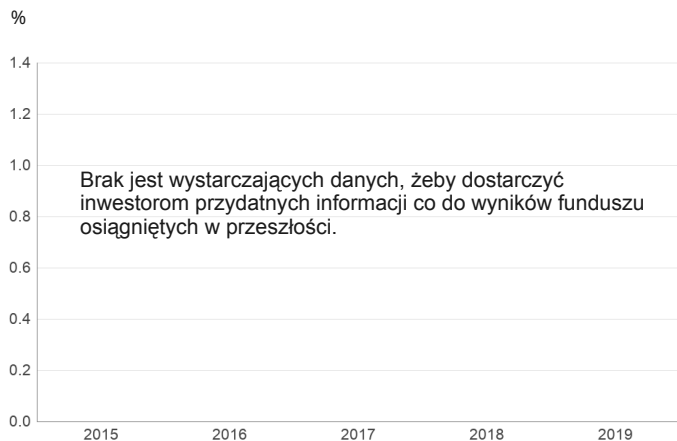 %
1.4
1.2
1.0
Brak jest wystarczających danych, żeby dostarczyć
inwestorom przydatnych informacji co do wyników funduszu
0.8
osiągniętych w przeszłości.
0.6
0.4
0.2
0.0
2015 2016 2017 2018 2019